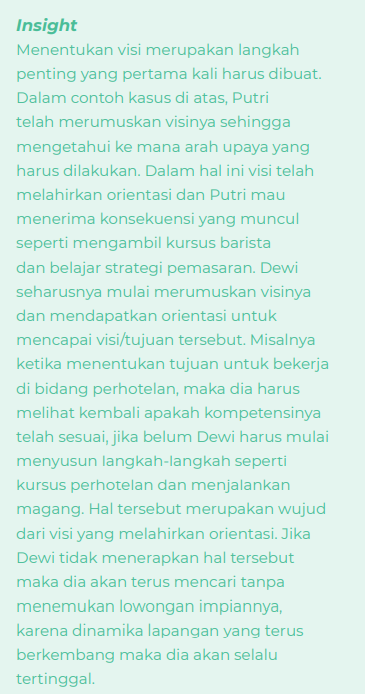 Insight
Menentukan visi merupakan langkah
penting yang pertama kali harus dibuat.
Dalam contoh kasus di atas, Putri
telah merumuskan visinya sehingga
mengetahui ke mana arah upaya yang
harus dilakukan. Dalam hal ini visi telah
melahirkan orientasi dan Putri mau
menerima konsekuensi yang muncul
seperti mengambil kursus barista
dan belajar strategi pemasaran. Dewi
seharusnya mulai merumuskan visinya
dan mendapatkan orientasi untuk
mencapai visi/tujuan tersebut. Misalnya
ketika menentukan tujuan untuk bekerja
di bidang perhotelan, maka dia harus
melihat kembali apakah kompetensinya
telah sesuai, jika belum Dewi harus mulai
menyusun langkah-langkah seperti
kursus perhotelan dan menjalankan
magang. Hal tersebut merupakan wujud
dari visi yang melahirkan orientasi. Jika
Dewi tidak menerapkan hal tersebut
maka dia akan terus mencari tanpa
menemukan lowongan impiannya,
karena dinamika lapangan yang terus
berkembang maka dia akan selalu
tertinggal.